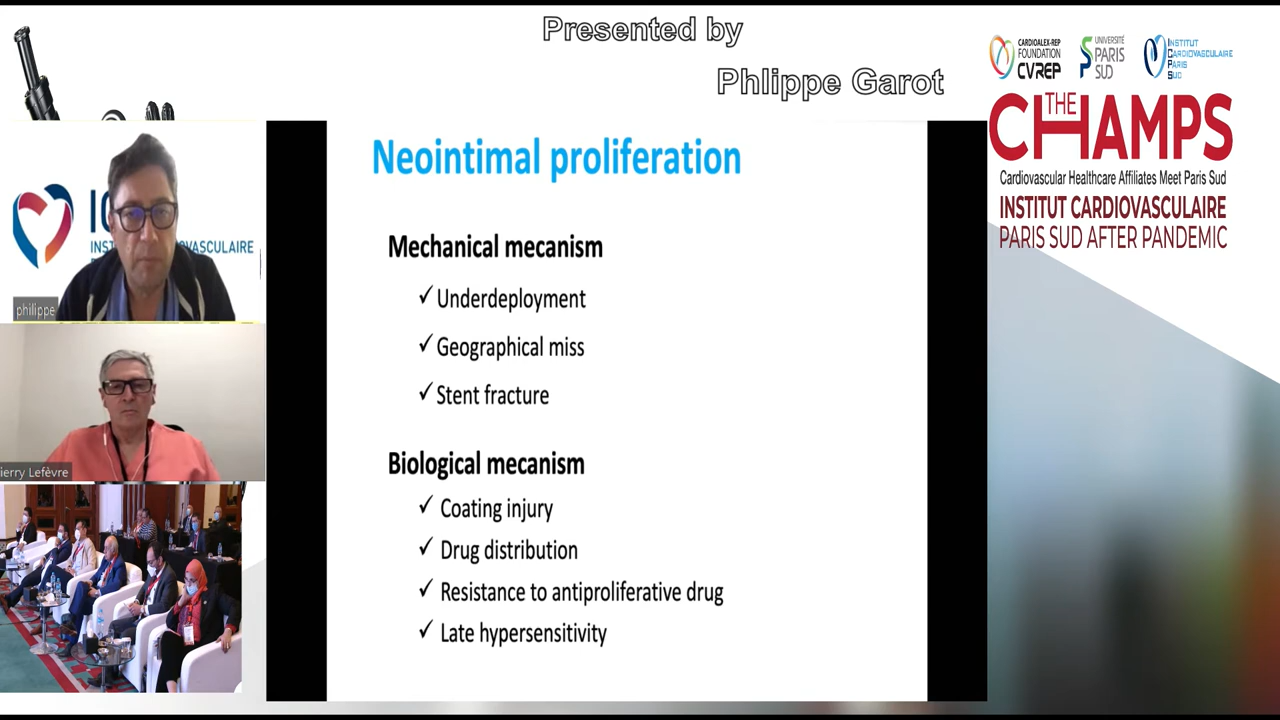 Presented by
Phlippe Garot
CARDIOALEX-REP
FOUNDATION
CVREP
UNIVERSITÉ
PARIS
SUD
INSTITUT
CARDIOVASCULAIRE
PARIS
SUD
THE
CHAMPS
Cardiovascular Healthcare Affiliates Meet Paris Sud
INSTITUT CARDIOVASCULAIRE
PARIS SUD AFTER PANDEMIC
philippe
ierry Lefèvre
Neointimal proliferation
Mechanical mecanism
✓ Underdeployment
✓ Geographical miss
✓ Stent fracture
Biological mecanism
✓ Coating injury
✓ Drug distribution
✓ Resistance to antiproliferative drug
✓ Late hypersensitivity